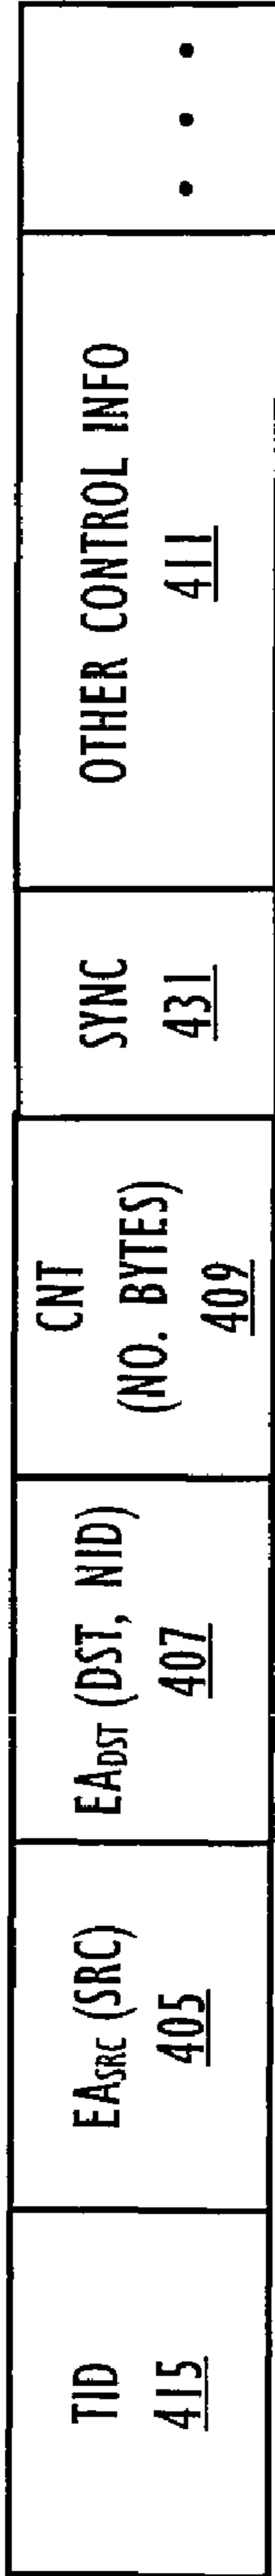 TID
415
EASRC (SRC)
405
EADST (DST, NID)
407
CNT
(NO. BYTES)
409
SYNC
431
OTHER CONTROL INFO
411
• • •